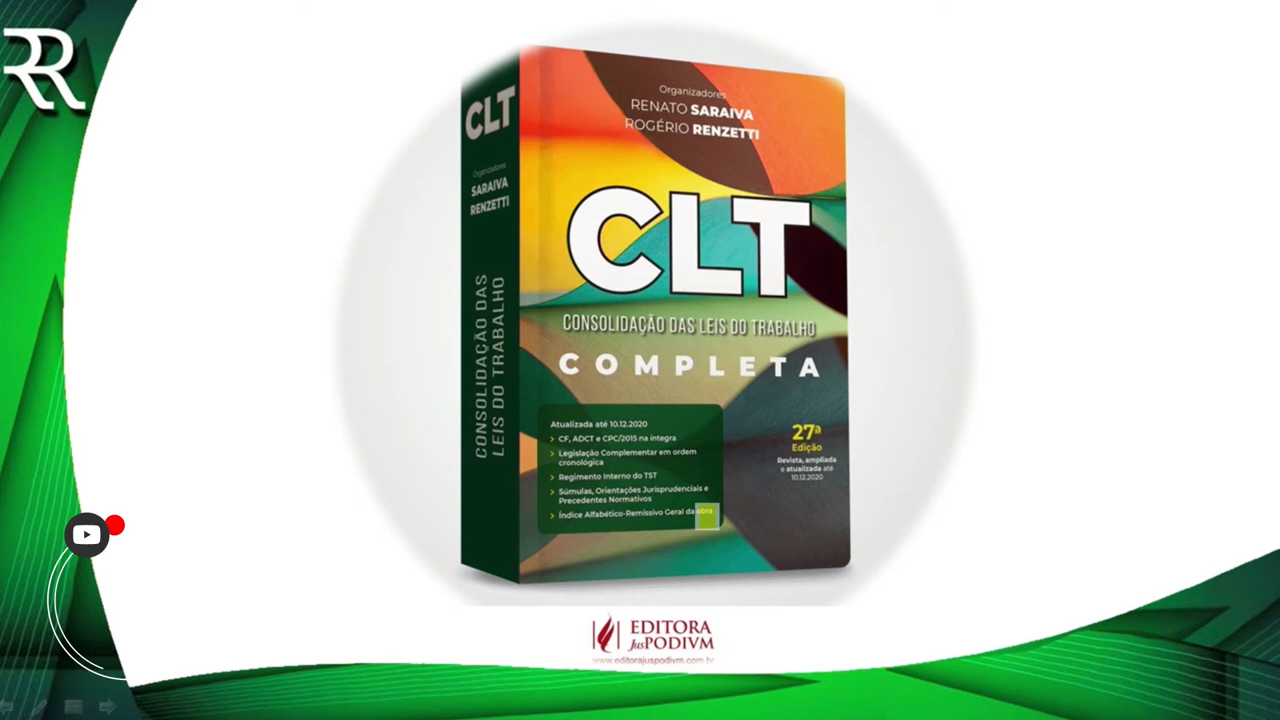 RR
CLT
Organizadores
SARAIVA
RENZETTI
CONSOLIDAÇÃO DAS
LEIS DO TRABALHO
Organizadores
RENATO SARAIVA
ROGÉRIO RENZETTI
CLT
CONSOLIDAÇÃO DAS LEIS DO TRABALHO
COMPLETA
Atualizada até 10.12.2020
CF, ADCT e CPC/2015 na íntegra
Legislação Complementar em ordem
cronológica
Regimento Interno do TST
Súmulas, Orientações Jurisprudenciais e
Precedentes Normativos
Índice Alfabético-Remissivo Geral da obra
27ª
Edição
Revista, ampliada
e atualizada até
10.12.2020
EDITORA
JusPODIVM
www.editorajuspodivm.com.br